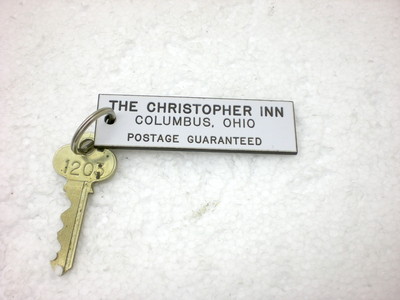 THE CHRISTOPHER INN
COLUMBUS, OHIO
POSTAGE GUARANTEED